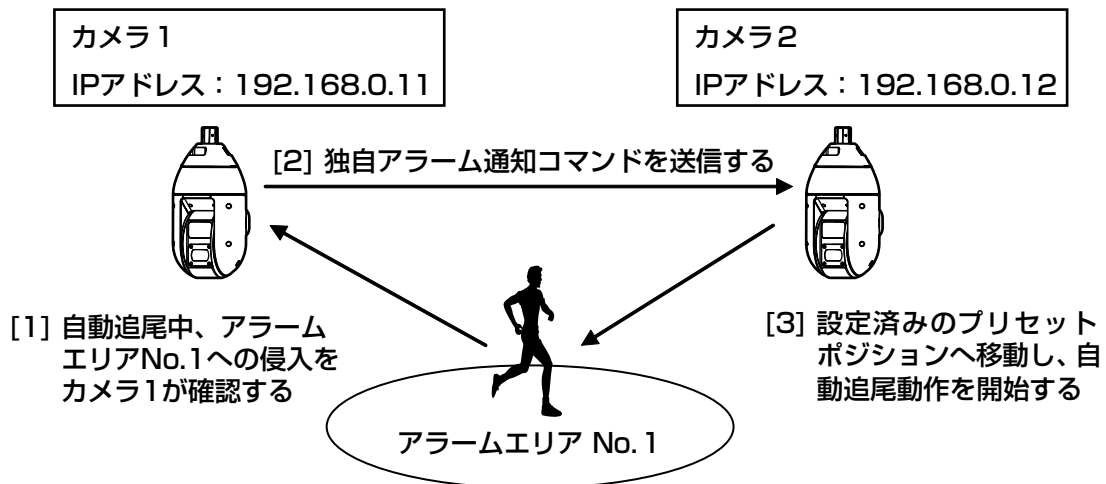 カメラ1
IPアドレス：192.168.0.11
カメラ2
IPアドレス：192.168.0.12
[2] 独自アラーム通知コマンドを送信する
[1] 自動追尾中、アラーム
エリアNo.1への侵入を
カメラ1が確認する
[3] 設定済みのプリセット
ポジションへ移動し、自
動追尾動作を開始する
アラームエリア No.1